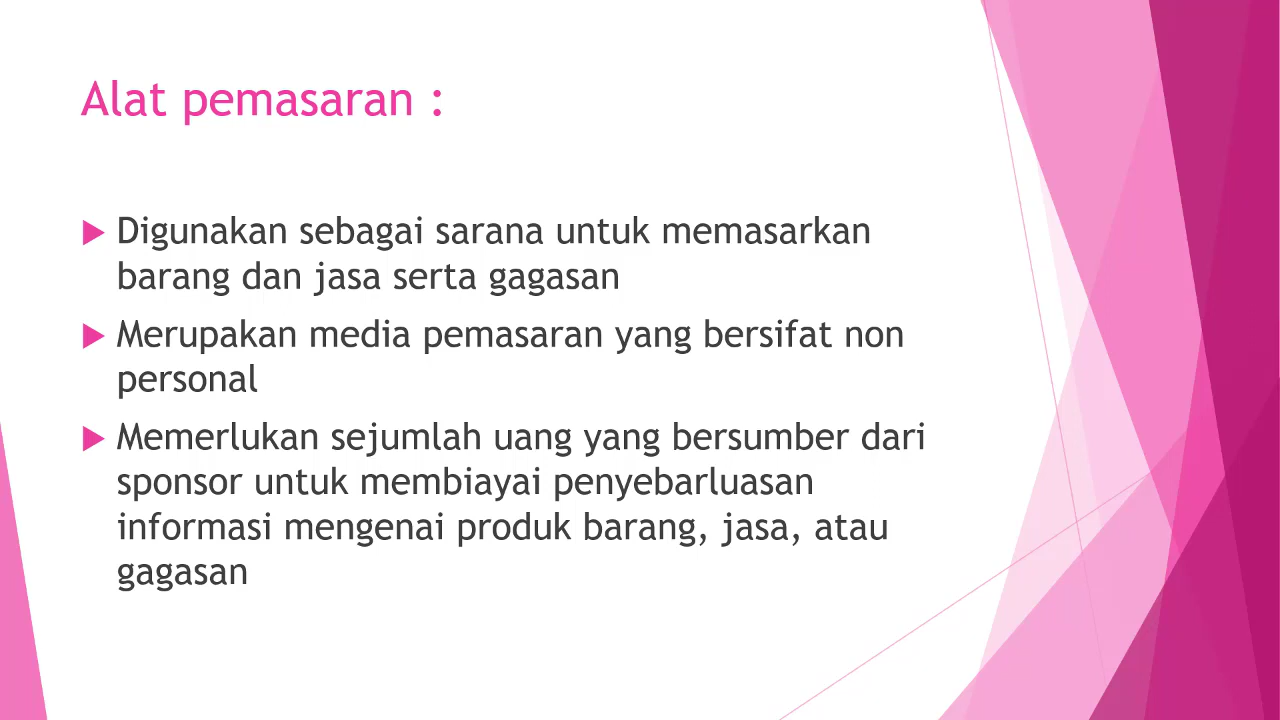 Alat pemasaran :
Digunakan sebagai sarana untuk memasarkan
barang dan jasa serta gagasan
Merupakan media pemasaran yang bersifat non
personal
Memerlukan sejumlah uang yang bersumber dari
sponsor untuk membiayai penyebarluasan
informasi mengenai produk barang, jasa, atau
gagasan